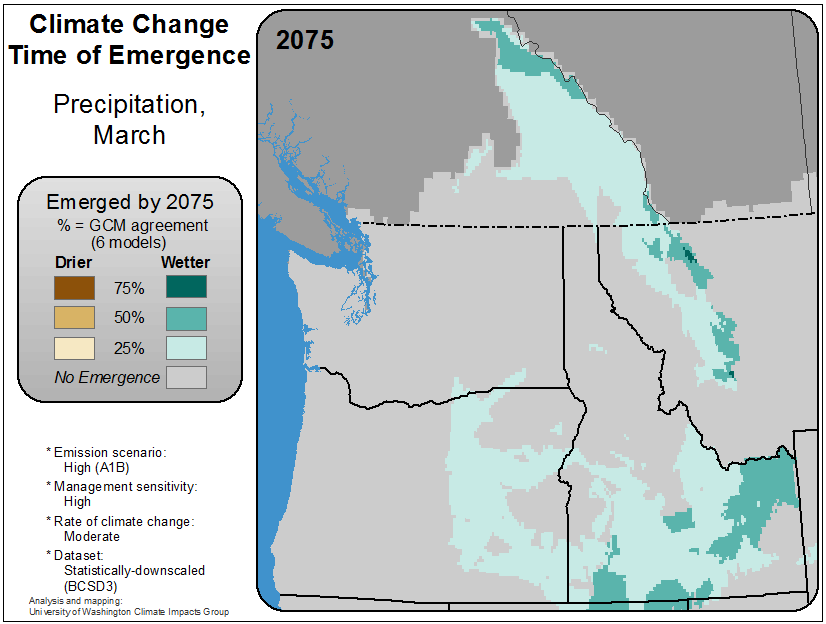 Climate Change
Time of Emergence
Precipitation,
March
2075
Emerged by 2075
% = GCM agreement
(6 models)
Drier Wetter
75%
50%
25%
No Emergence
* Emission scenario:
High (A1B)
* Management sensitivity:
High
* Rate of climate change:
Moderate
* Dataset:
Statistically-downscaled
(BCSD3)
Analysis and mapping:
University of Washington Climate Impacts Group